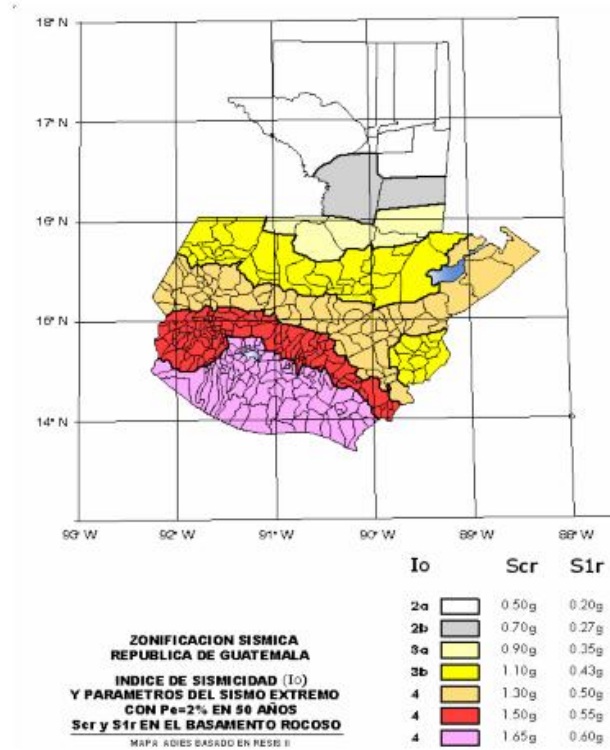 18° N
17° N
16° N
15° N
14° N
93° W 92° W 91° W 90° W 89° W 88° W
Io Scr S1r
2a 0.50g 0.20g
2b 0.70g 0.27g
3a 0.90g 0.35g
3b 1.10g 0.43g
4 1.30g 0.50g
4 1.50g 0.55g
4 1.65g 0.60g
ZONIFICACION SISMICA
REPUBLICA DE GUATEMALA
INDICE DE SISMICIDAD (Io)
Y PARAMETROS DEL SISMO EXTREMO
CON Pe=2% EN 50 AÑOS
Scr y S1r EN EL BASAMENTO ROCOSO
MAPA AGIES BASADO EN RESIS II